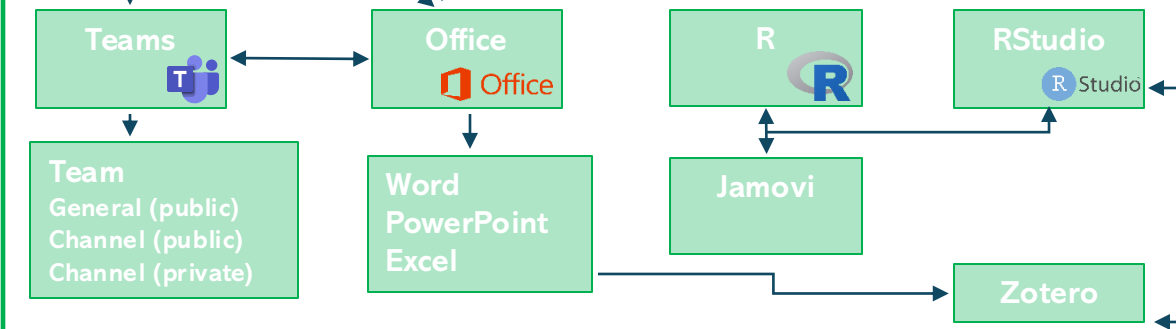 Teams
T
Office
Office
R
R
RStudio
R Studio
Team
General (public)
Channel (public)
Channel (private)
Word
PowerPoint
Excel
Jamovi
Zotero